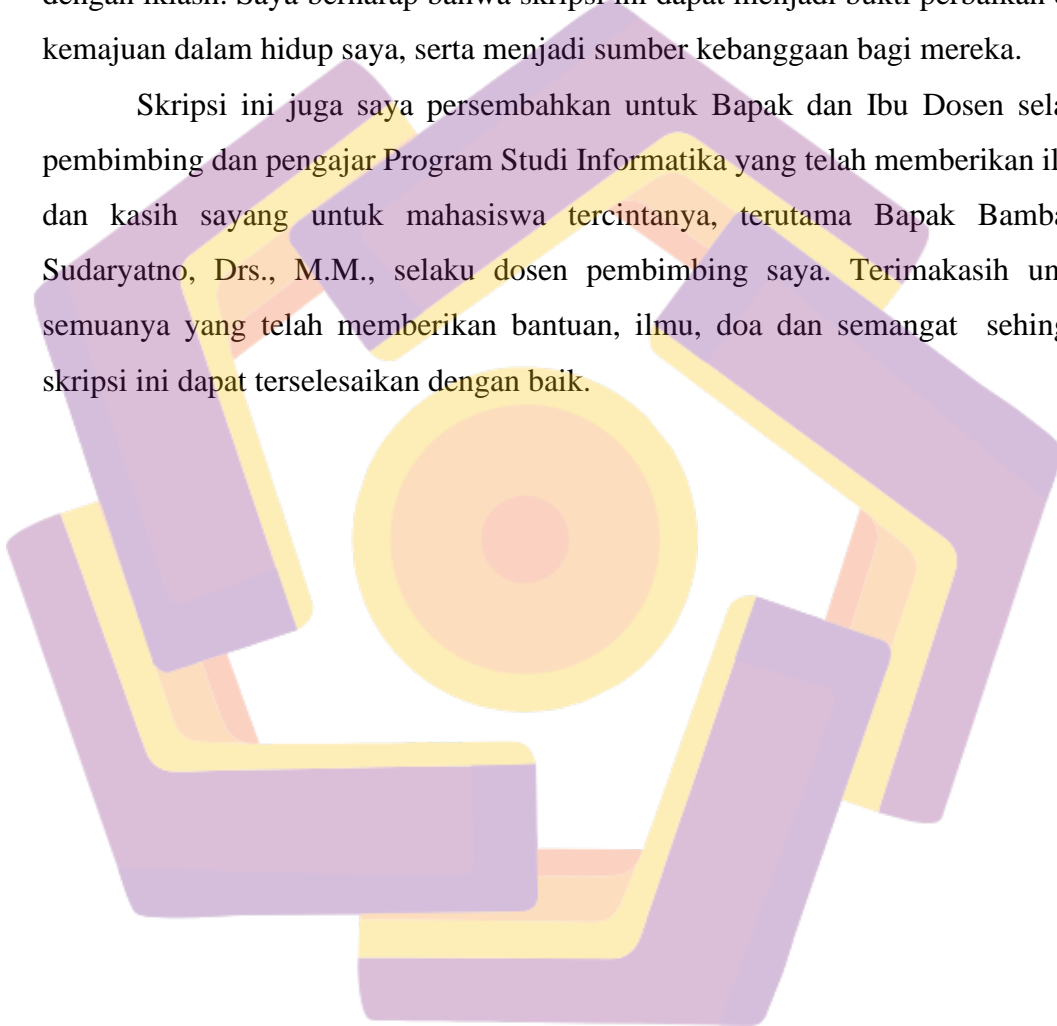 dengan ikhlash. Saya berharap bahwa skripsi ini dapat menjadi bukti perbaikan
kemajuan dalam hidup saya, serta menjadi sumber kebanggaan bagi mereka.
Skripsi ini juga saya persembahkan untuk Bapak dan Ibu Dosen sela
pembimbing dan pengajar Program Studi Informatika yang telah memberikan il
dan kasih sayang untuk mahasiswa tercintanya, terutama Bapak Bamba
Sudaryatno, Drs., M.M., selaku dosen pembimbing saya. Terimakasih un
semuanya yang telah memberikan bantuan, ilmu, doa dan semangat sehing
skripsi ini dapat terselesaikan dengan baik.